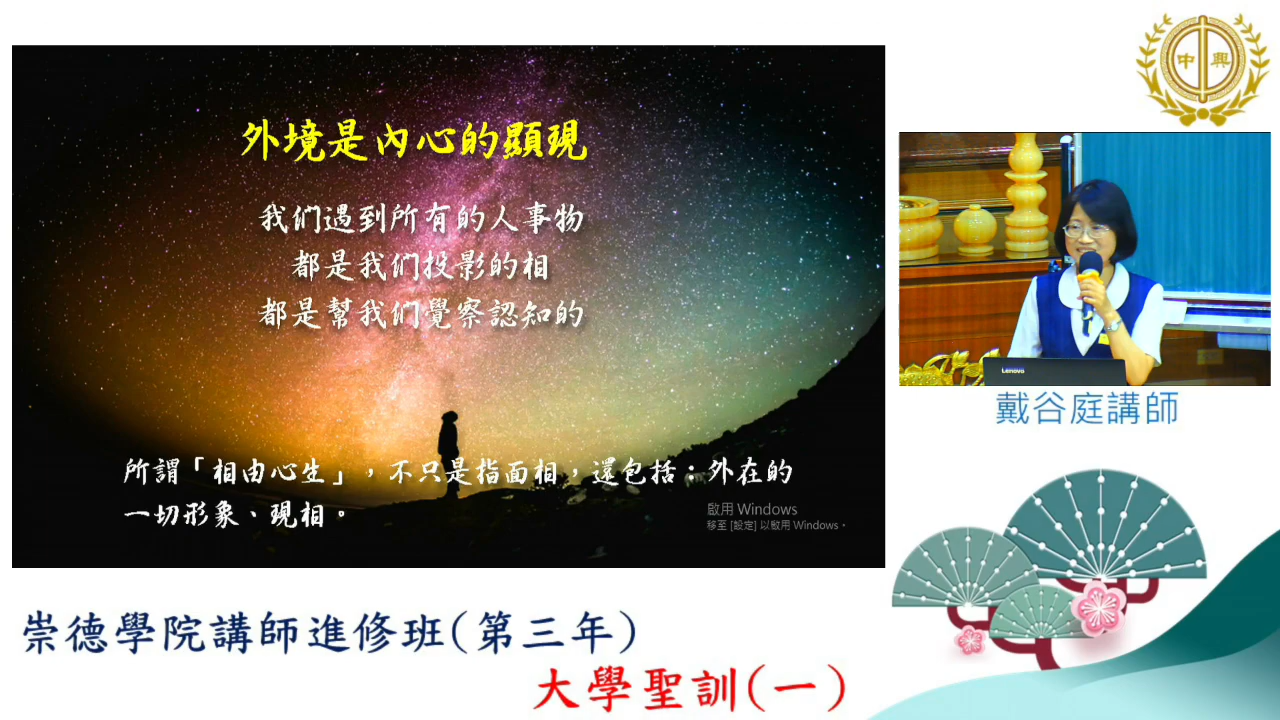 中興
外境是內心的顯現
我们遇到所有的人事物
都是我们投影的相
都是幫我们覺察認知的
所謂「相由心生」，不只是指面相，還包括：外在的
一切形象、現相。
啟用 Windows
移至 [設定] 以啟用 Windows。
Lenovo
戴谷庭講師
崇德學院講師進修班(第三年)
大學聖訓(一)